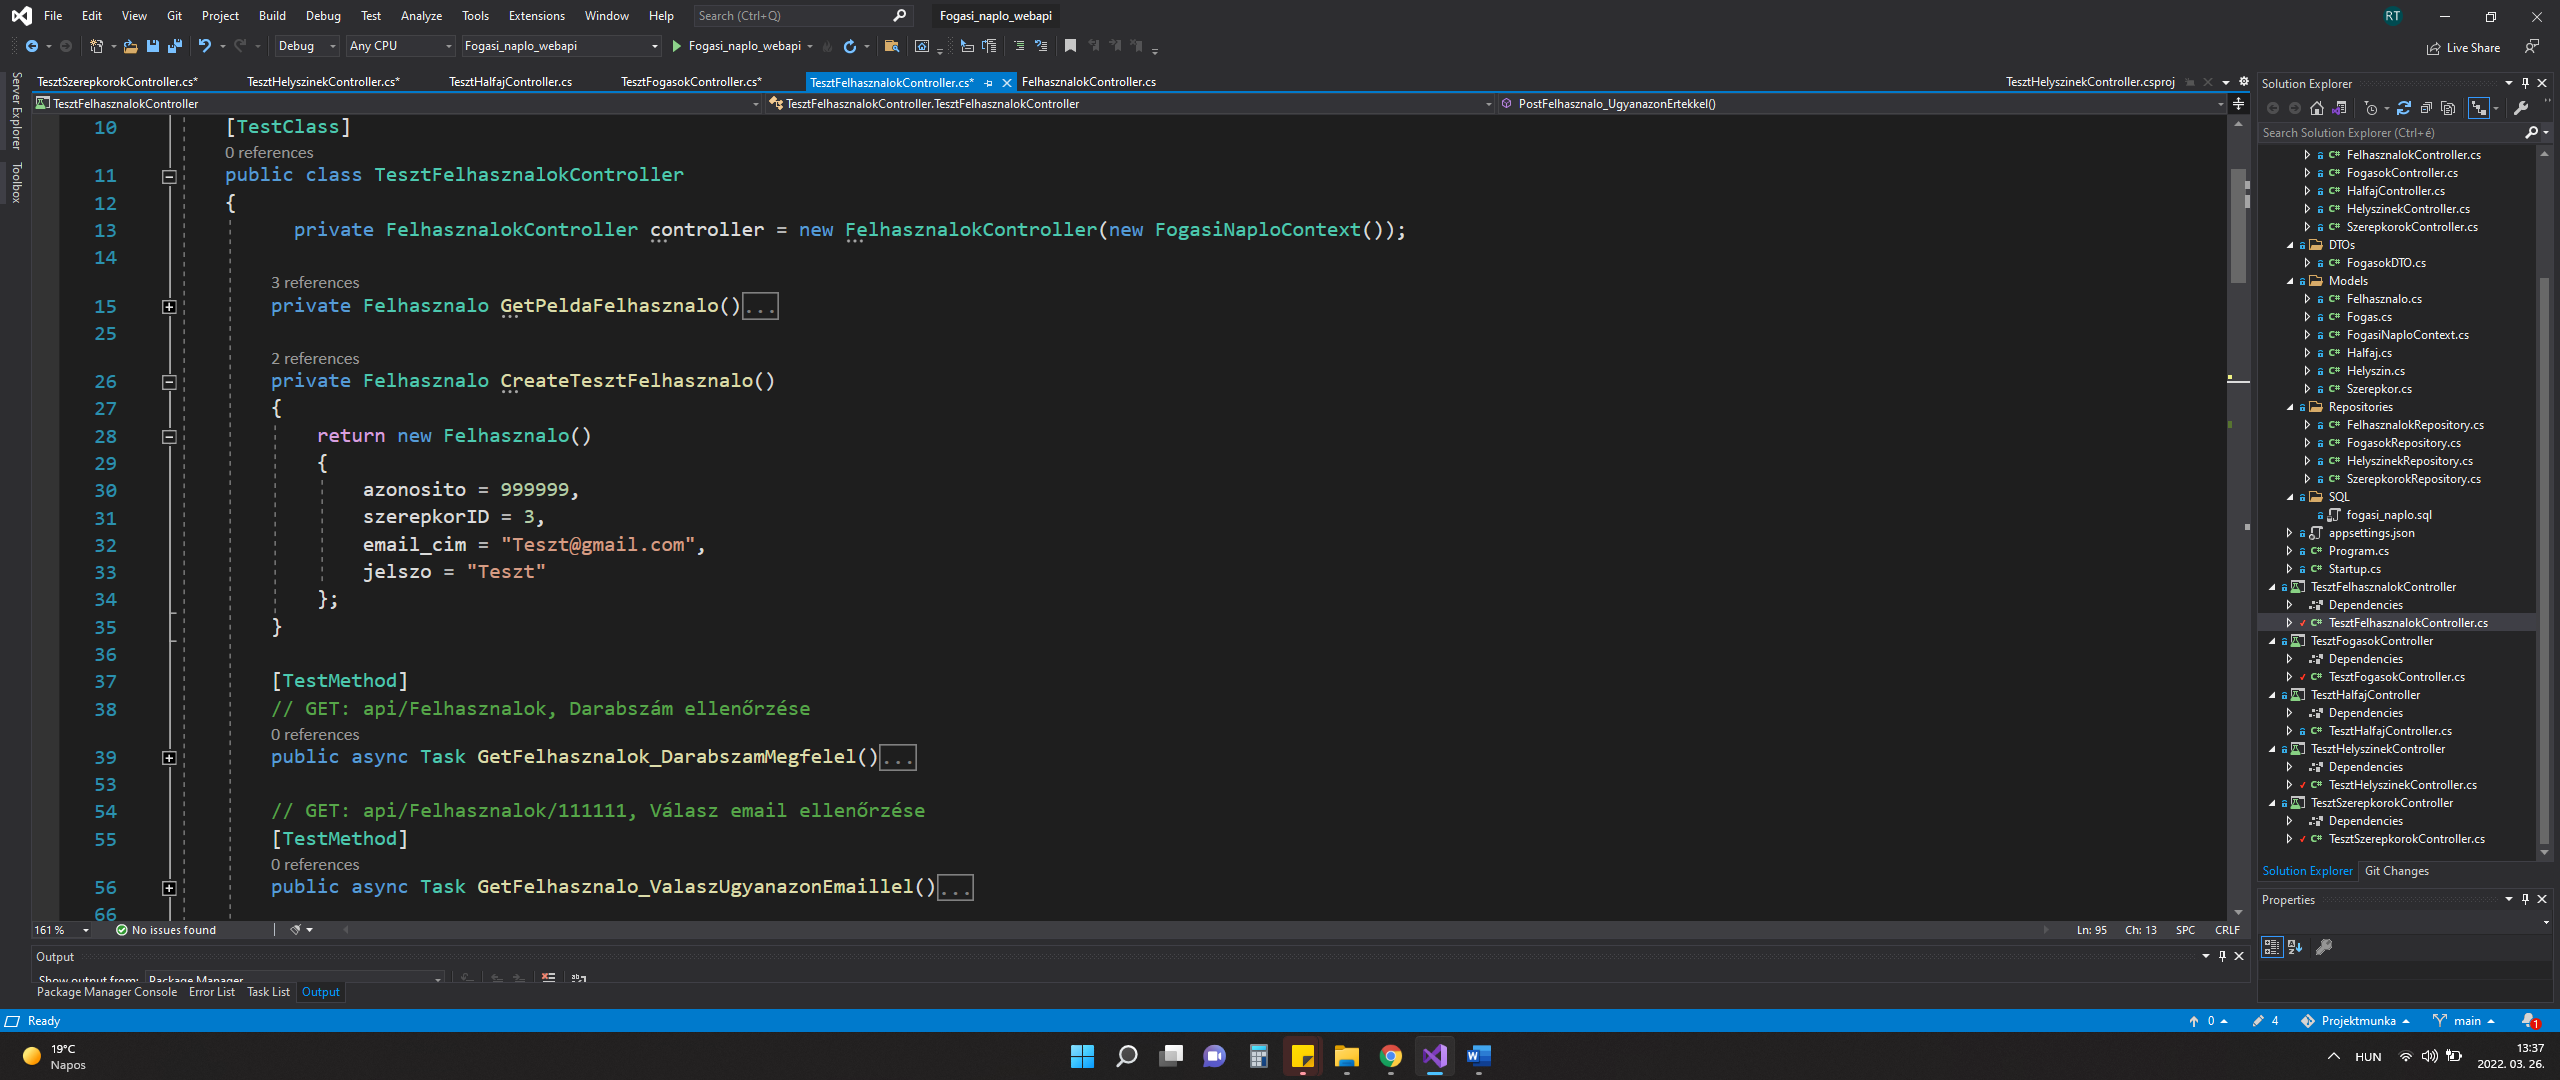 File Edit View Git Project Build Debug Test Analyze Tools Extensions Window Help Search (Ctrl+Q) Fogasi_naplo_webapi RT
Debug Any CPU Fogasi_naplo_webapi Fogasi_naplo_webapi Live Share
Server Explorer
Toolbox
TesztSzerepkorokController.cs* TesztHelyszinekController.cs* TesztHalfajController.cs TesztFogasokController.cs* TesztFelhasznalokController.cs* FelhasznalokController.cs TesztHelyszinekController.csproj
TesztFelhasznalokController TesztFelhasznalokController.TesztFelhasznalokController PostFelhasznalo_UgyanazonErtekkel()
10 [TestClass]
0 references
11 public class TesztFelhasznalokController
12 {
13 private FelhasznalokController controller = new FelhasznalokController(new FogasiNaploContext());
14
3 references
15 private Felhasznalo GetPeldaFelhasznalo()...
25
2 references
26 private Felhasznalo CreateTesztFelhasznalo()
27 {
28 return new Felhasznalo()
29 {
30 azonosito = 999999,
31 szerepkorID = 3,
32 email_cim = "Teszt@gmail.com",
33 jelszo = "Teszt"
34 };
35 }
36
37 [TestMethod]
38 // GET: api/Felhasznalok, Darabszám ellenőrzése
0 references
39 public async Task GetFelhasznalok_DarabszamMegfelel()...
53
54 // GET: api/Felhasznalok/111111, Válasz email ellenőrzése
55 [TestMethod]
0 references
56 public async Task GetFelhasznalo_ValaszUgyanazonEmaillel()...
66
161 % No issues found Ln: 95 Ch: 13 SPC CRLF
Output
Show output from: Package Manager
Package Manager Console Error List Task List Output
Solution Explorer
Search Solution Explorer (Ctrl+é)
C# FelhasznalokController.cs
C# FogasokController.cs
C# HalfajController.cs
C# HelyszinekController.cs
C# SzerepkorokController.cs
DTOs
C# FogasokDTO.cs
Models
C# Felhasznalo.cs
C# Fogas.cs
C# FogasiNaploContext.cs
C# Halfaj.cs
C# Helyszin.cs
C# Szerepkor.cs
Repositories
C# FelhasznalokRepository.cs
C# FogasokRepository.cs
C# HelyszinekRepository.cs
C# SzerepkorokRepository.cs
SQL
fogasi_naplo.sql
appsettings.json
C# Program.cs
C# Startup.cs
TesztFelhasznalokController
Dependencies
C# TesztFelhasznalokController.cs
TesztFogasokController
Dependencies
C# TesztFogasokController.cs
TesztHalfajController
Dependencies
C# TesztHalfajController.cs
TesztHelyszinekController
Dependencies
C# TesztHelyszinekController.cs
TesztSzerepkorokController
Dependencies
C# TesztSzerepkorokController.cs
Solution Explorer Git Changes
Properties
Ready 0 4 Projektmunka main 1
19°C
Napos
HUN
13:37
2022. 03. 26.